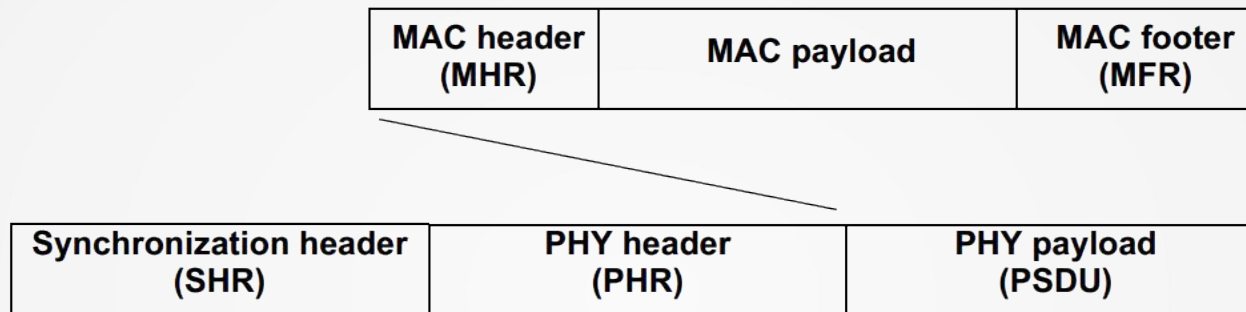 MAC header
(MHR)
MAC payload
MAC footer
(MFR)
Synchronization header
(SHR)
PHY header
(PHR)
PHY payload
(PSDU)